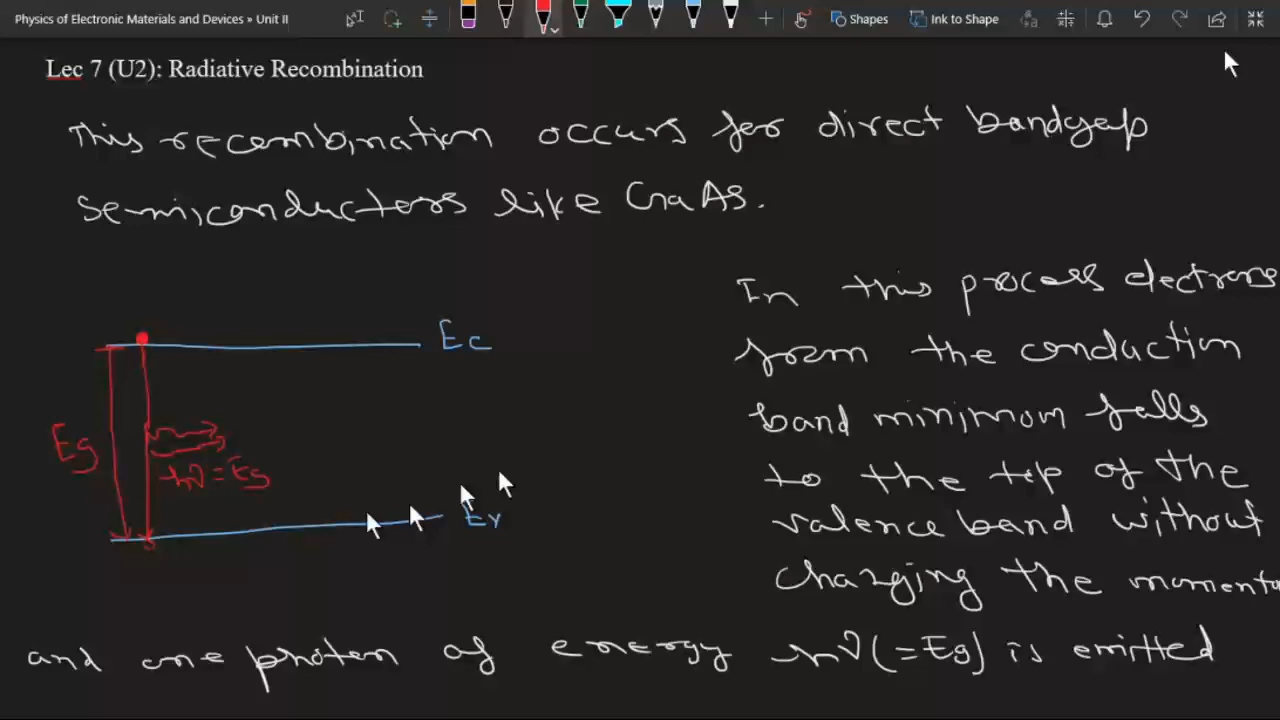 Physics of Electronic Materials and Devices » Unit II
Shapes
Ink to Shape
Lec 7 (U2): Radiative Recombination
This recombination occurs for direct bandgap
semiconductors like GaAs.
In this process electrons
form the conduction
band minimum falls
to the top of the
valence band without
changing the momentu
and one photon of energy hν(=Eg) is emitted
Ec
Eg
hν=Eg
Ev